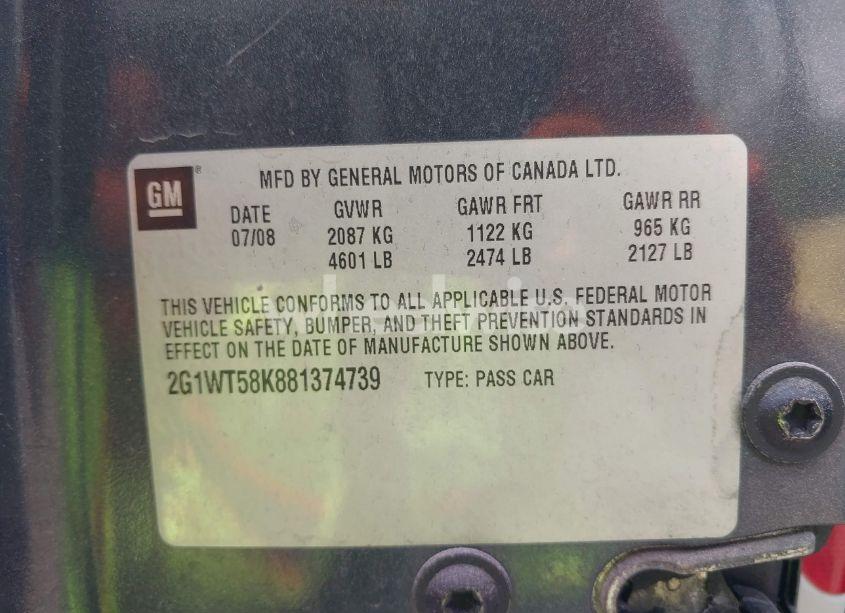 GM
MFD BY GENERAL MOTORS OF CANADA LTD.
DATE GVWR GAWR FRT GAWR RR
07/08 2087 KG 1122 KG 965 KG
4601 LB 2474 LB 2127 LB
THIS VEHICLE CONFORMS TO ALL APPLICABLE U.S. FEDERAL MOTOR
VEHICLE SAFETY, BUMPER, AND THEFT PREVENTION STANDARDS IN
EFFECT ON THE DATE OF MANUFACTURE SHOWN ABOVE.
2G1WT58K881374739 TYPE: PASS CAR